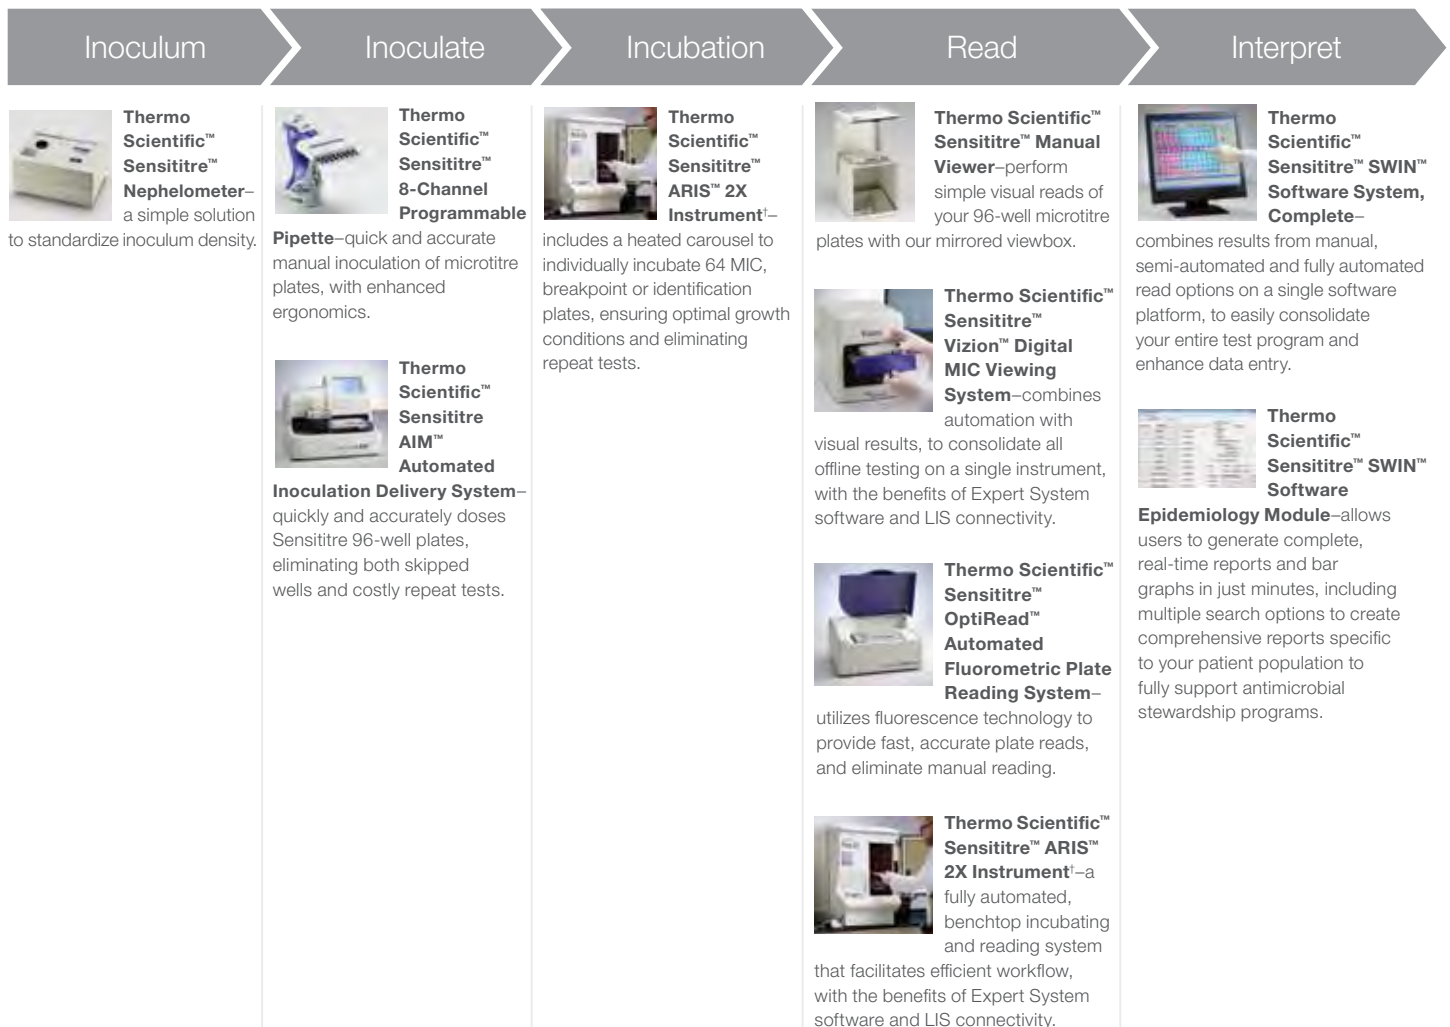 Inoculum
Inoculate
Incubation
Read
Interpret
Thermo
Scientific™
Sensititre™
Nephelometer–
a simple solution
to standardize inoculum density.
Thermo
Scientific™
Sensititre™
8-Channel
Programmable
Pipette–quick and accurate
manual inoculation of microtitre
plates, with enhanced
ergonomics.
Thermo
Scientific™
Sensititre
AIM™
Automated
Inoculation Delivery System–
quickly and accurately doses
Sensititre 96-well plates,
eliminating both skipped
wells and costly repeat tests.
Thermo
Scientific™
Sensititre™
ARIS™ 2X
Instrument†–
includes a heated carousel to
individually incubate 64 MIC,
breakpoint or identification
plates, ensuring optimal growth
conditions and eliminating
repeat tests.
Thermo Scientific™
Sensititre™ Manual
Viewer–perform
simple visual reads of
your 96-well microtitre
plates with our mirrored viewbox.
Thermo Scientific™
Sensititre™
Vizion™ Digital
MIC Viewing
System–combines
automation with
visual results, to consolidate all
offline testing on a single instrument,
with the benefits of Expert System
software and LIS connectivity.
Thermo Scientific™
Sensititre™
OptiRead™
Automated
Fluorometric Plate
Reading System–
utilizes fluorescence technology to
provide fast, accurate plate reads,
and eliminate manual reading.
Thermo Scientific™
Sensititre™ ARIS™
2X Instrument†–a
fully automated,
benchtop incubating
and reading system
that facilitates efficient workflow,
with the benefits of Expert System
software and LIS connectivity.
Thermo
Scientific™
Sensititre™ SWIN™
Software System,
Complete–
combines results from manual,
semi-automated and fully automated
read options on a single software
platform, to easily consolidate
your entire test program and
enhance data entry.
Thermo
Scientific™
Sensititre™ SWIN™
Software
Epidemiology Module–allows
users to generate complete,
real-time reports and bar
graphs in just minutes, including
multiple search options to create
comprehensive reports specific
to your patient population to
fully support antimicrobial
stewardship programs.